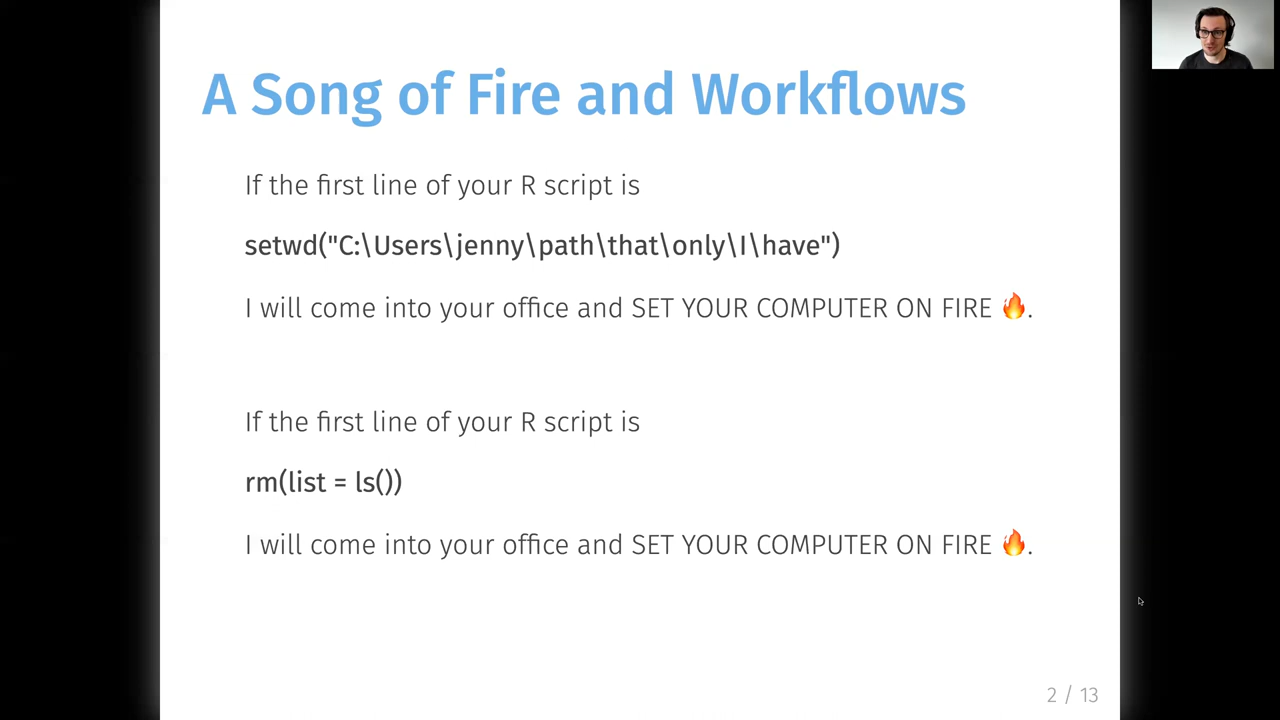 A Song of Fire and Workflows
If the first line of your R script is
setwd("C:\Users\jenny\path\that\only\I\have")
I will come into your office and SET YOUR COMPUTER ON FIRE 🔥.
If the first line of your R script is
rm(list = ls())
I will come into your office and SET YOUR COMPUTER ON FIRE 🔥.
2 / 13